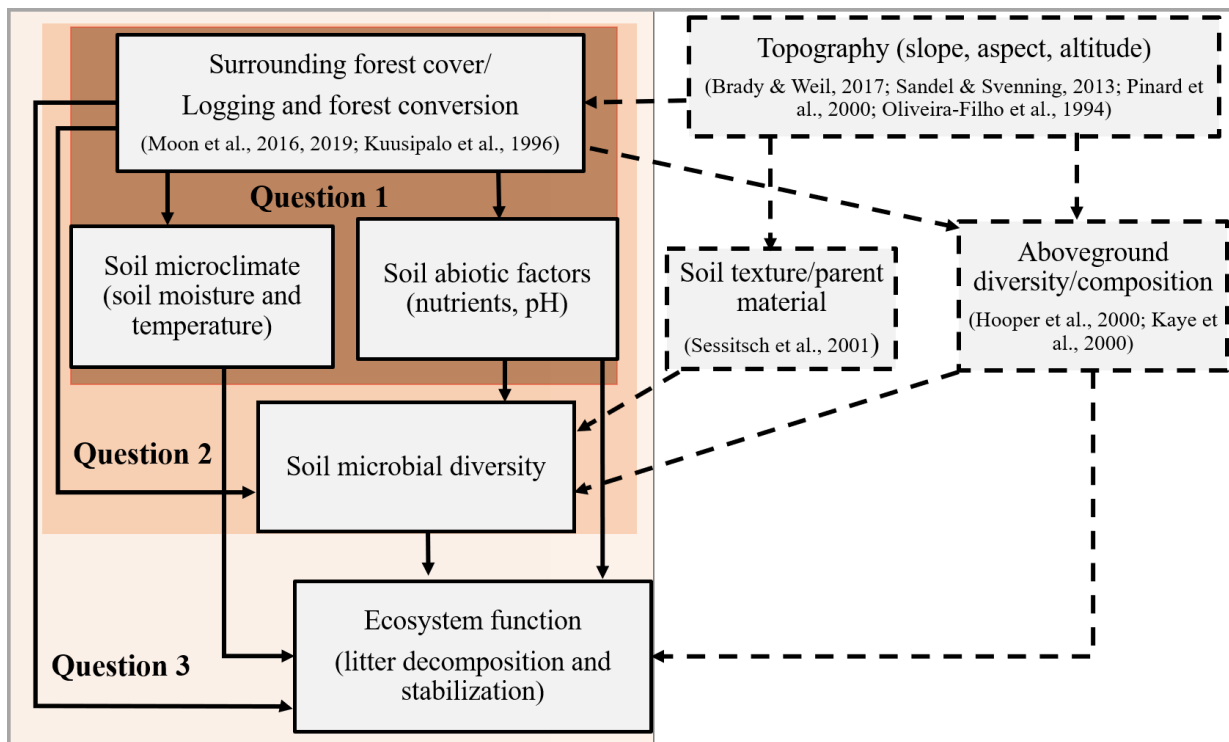 Surrounding forest cover/
Logging and forest conversion
(Moon et al., 2016, 2019; Kuusipalo et al., 1996)
Topography (slope, aspect, altitude)
(Brady & Weil, 2017; Sandel & Svenning, 2013; Pinard
et al., 2000; Oliveira-Filho et al., 1994)
Question 1
Soil microclimate
(soil moisture and
temperature)
Soil abiotic factors
(nutrients, pH)
Soil texture/parent
material
(Sessitsch et al., 2001)
Aboveground
diversity/composition
(Hooper et al., 2000; Kaye
et al., 2000)
Question 2
Soil microbial diversity
Question 3
Ecosystem function
(litter decomposition and
stabilization)